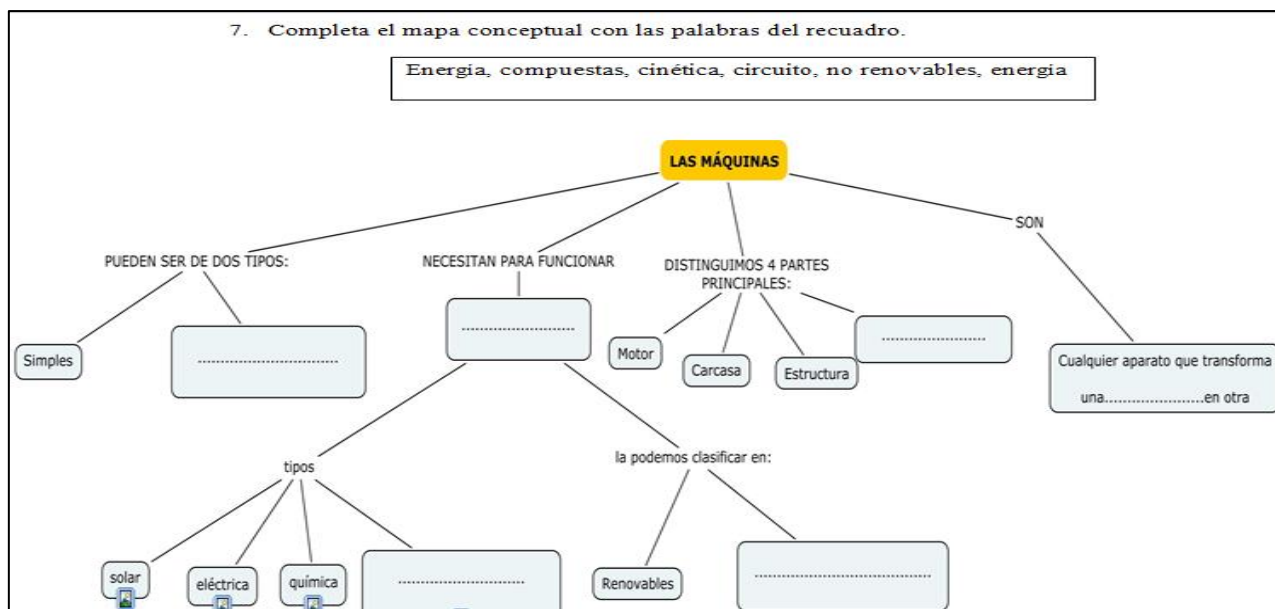 7. Completa el mapa conceptual con las palabras del recuadro.
Energía, compuestas, cinética, circuito, no renovables, energía
LAS MÁQUINAS
SON
PUEDEN SER DE DOS TIPOS:
NECESITAN PARA FUNCIONAR
DISTINGUIMOS 4 PARTES
PRINCIPALES:
Simples
..................................
...........................
Motor
Carcasa
Estructura
.........................
Cualquier aparato que transforma
una.......................en otra
tipos
la podemos clasificar en:
solar
eléctrica
química
..............................
Renovables
..........................................